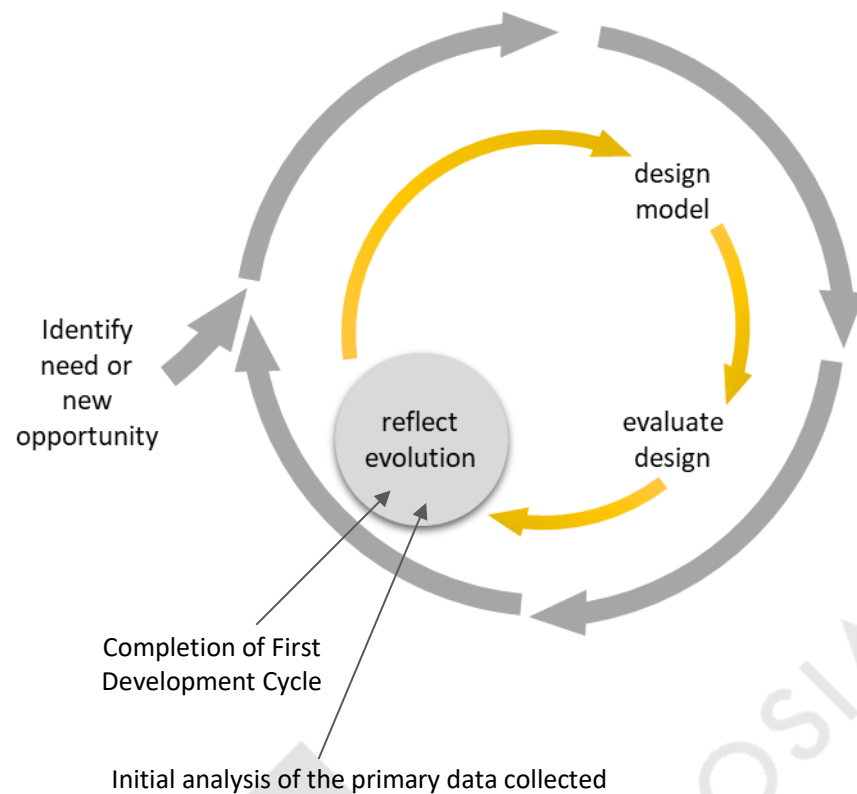 design
model
Identify
need or
new
opportunity
reflect
evolution
evaluate
design
Completion of First
Development Cycle
Initial analysis of the primary data collected